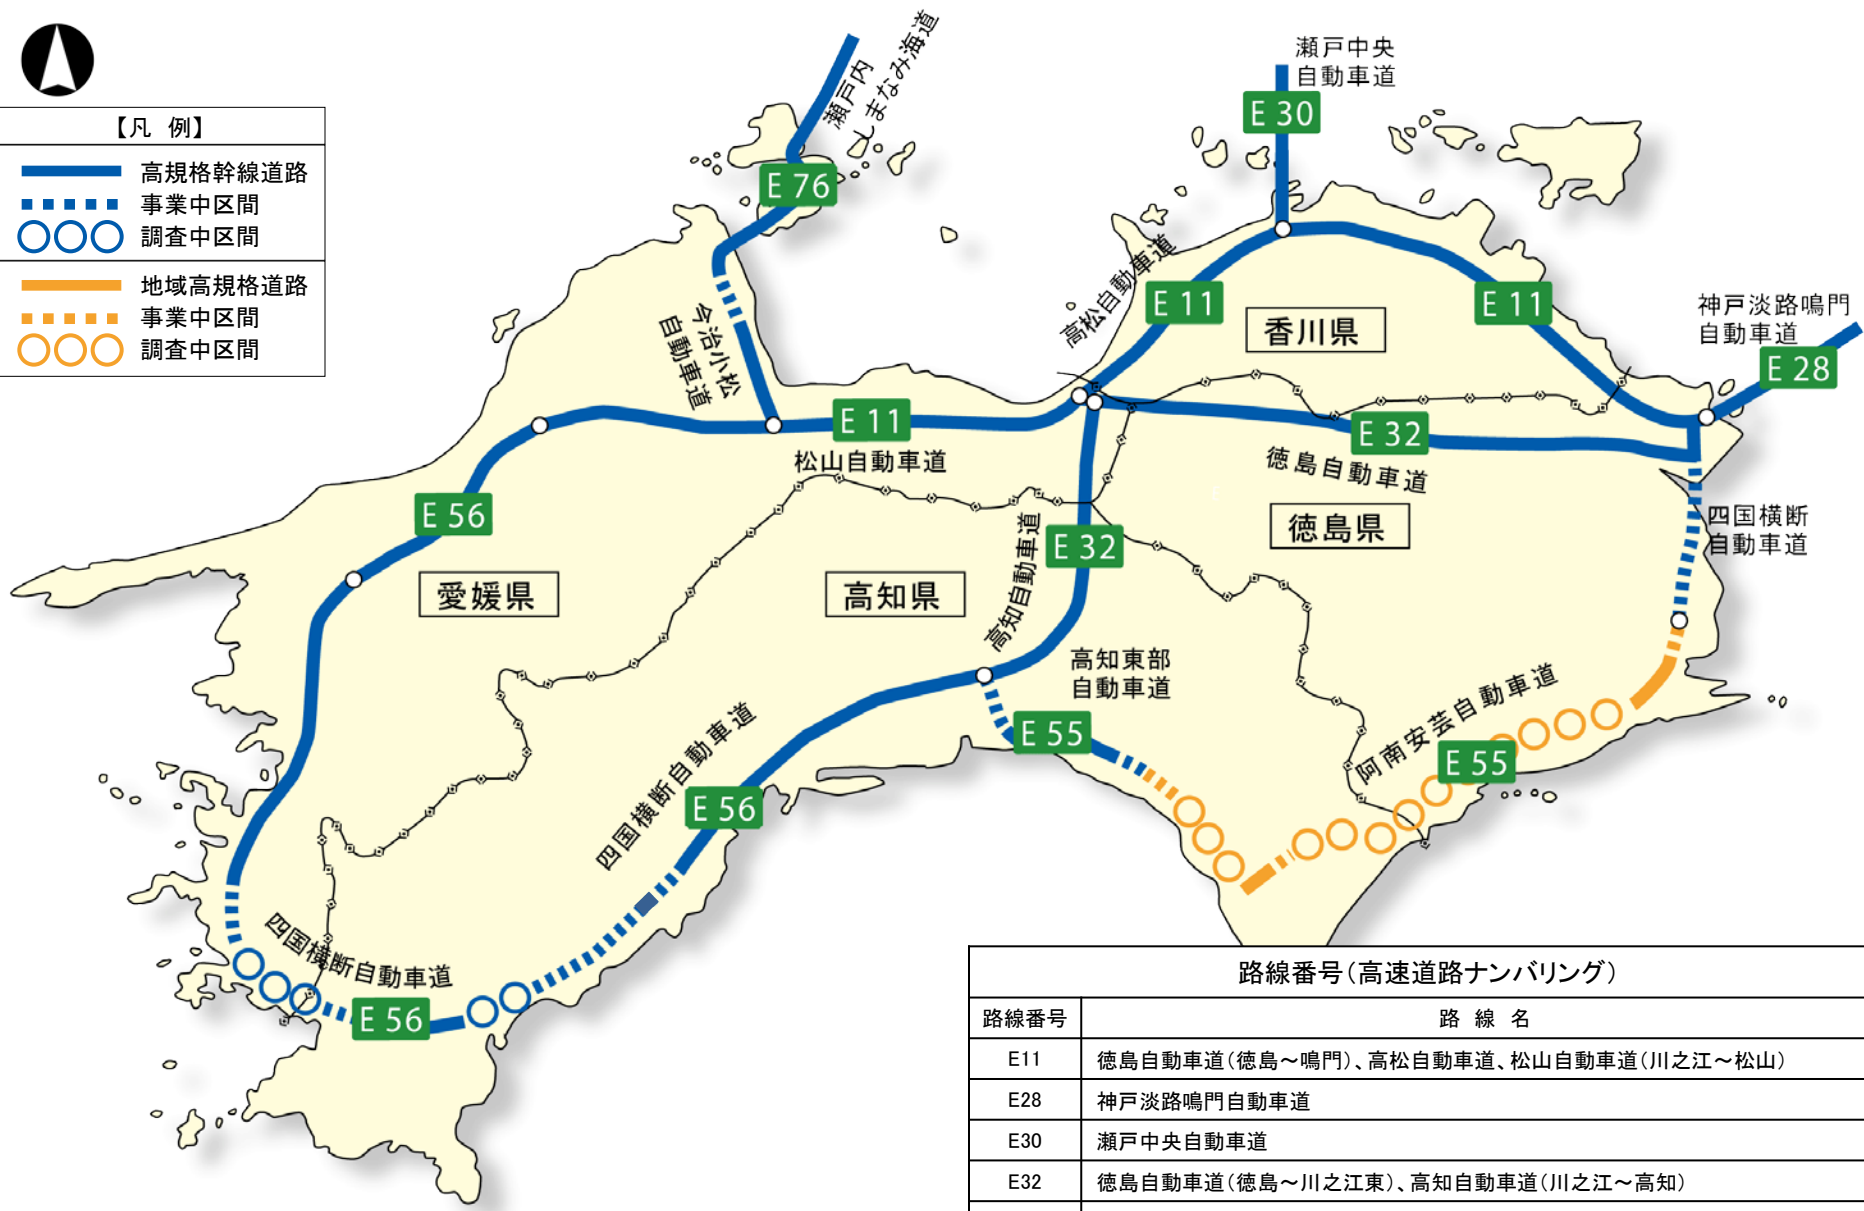 【凡 例】
高規格幹線道路
事業中区間
調査中区間
地域高規格道路
事業中区間
調査中区間
瀬戸内
しまなみ海道
E 76
瀬戸中央
自動車道
E 30
高松自動車道
E 11
E 11
香川県
神戸淡路鳴門
自動車道
E 28
今治小松
自動車道
E 11
松山自動車道
E 32
徳島自動車道
E 56
徳島県
四国横断
自動車道
E 32
高知自動車道
愛媛県
高知県
高知東部
自動車道
E 55
阿南安芸自動車道
E 55
四国横断自動車道
E 56
四国横断自動車道
E 56
路線番号(高速道路ナンバリング)
路線番号 路 線 名
E11 徳島自動車道(徳島～鳴門)、高松自動車道、松山自動車道(川之江～松山)
E28 神戸淡路鳴門自動車道
E30 瀬戸中央自動車道
E32 徳島自動車道(徳島～川之江東)、高知自動車道(川之江～高知)